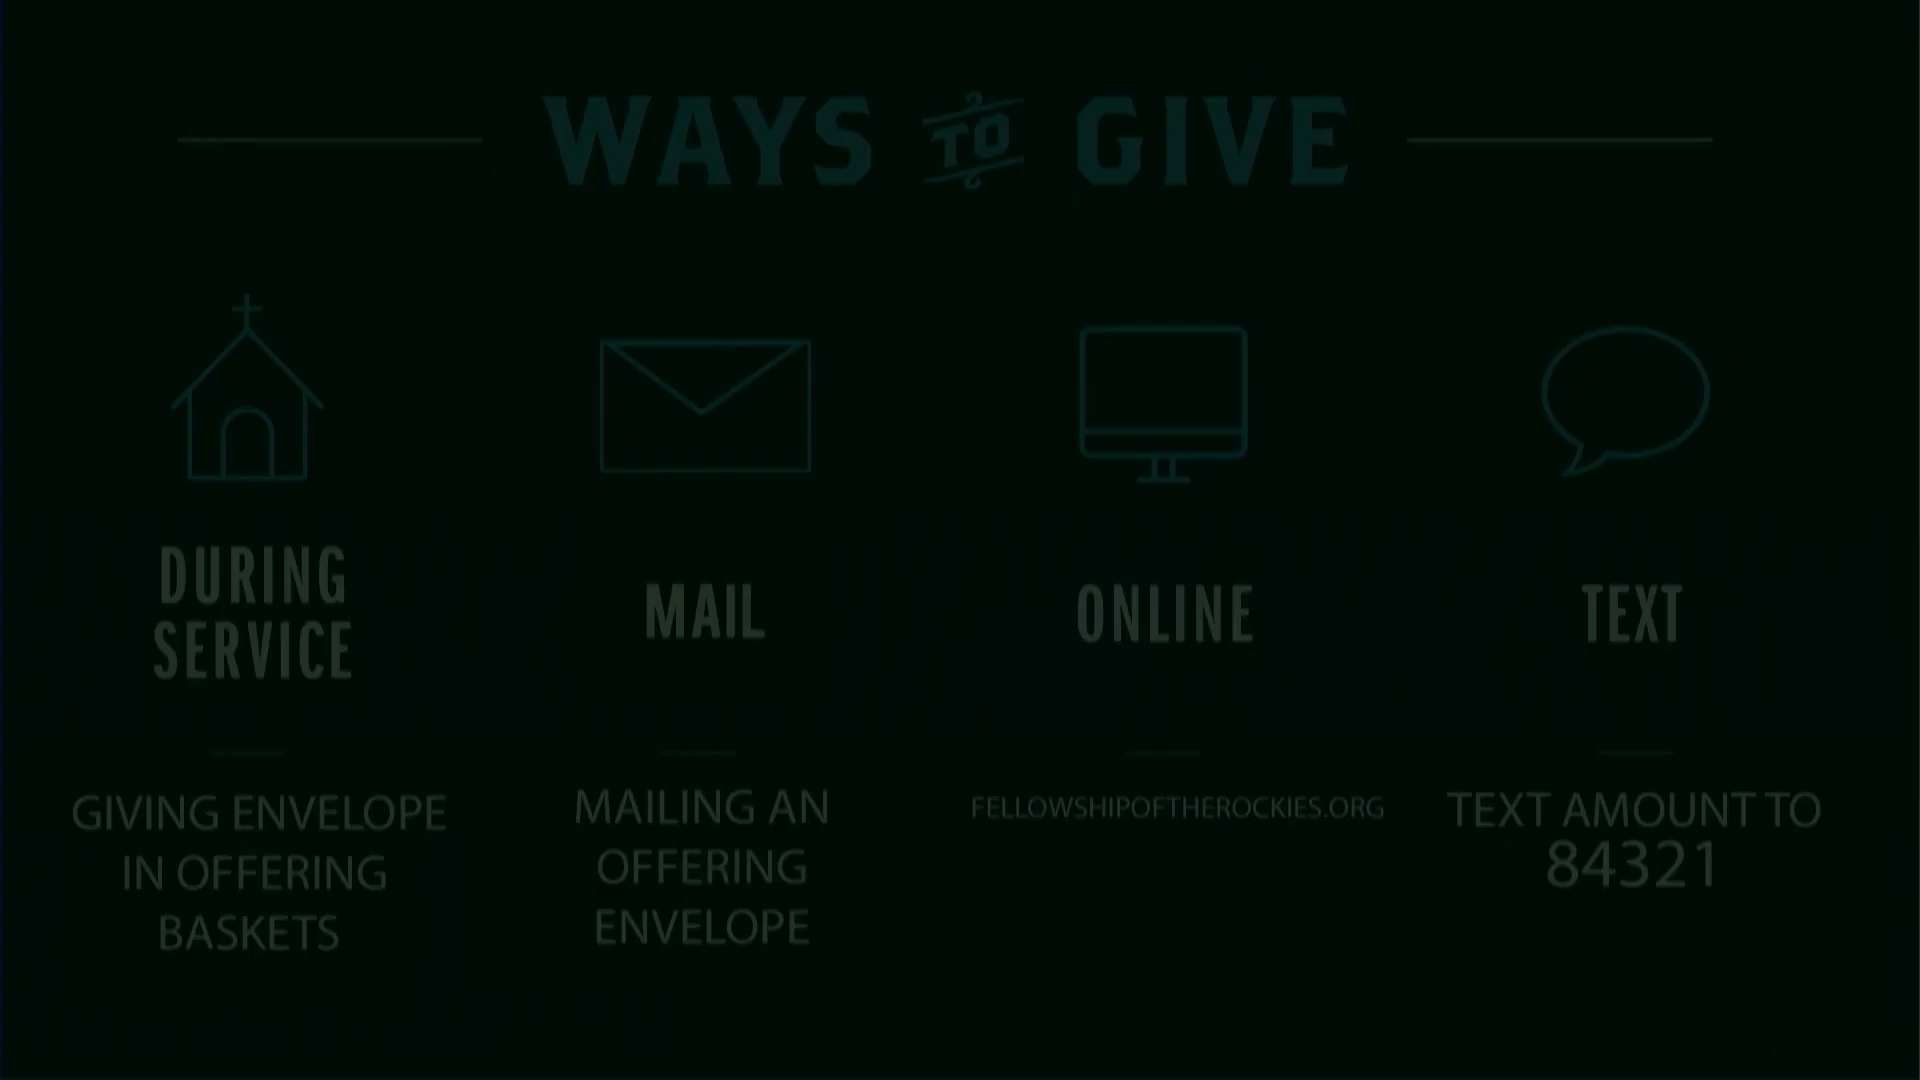 WAYS TO GIVE
DURING
SERVICE
GIVING ENVELOPE
IN OFFERING
BASKETS
MAIL
MAILING AN
OFFERING
ENVELOPE
ONLINE
FELLOWSHIPOFTHEROCKIES.ORG
TEXT
TEXT AMOUNT TO
84321